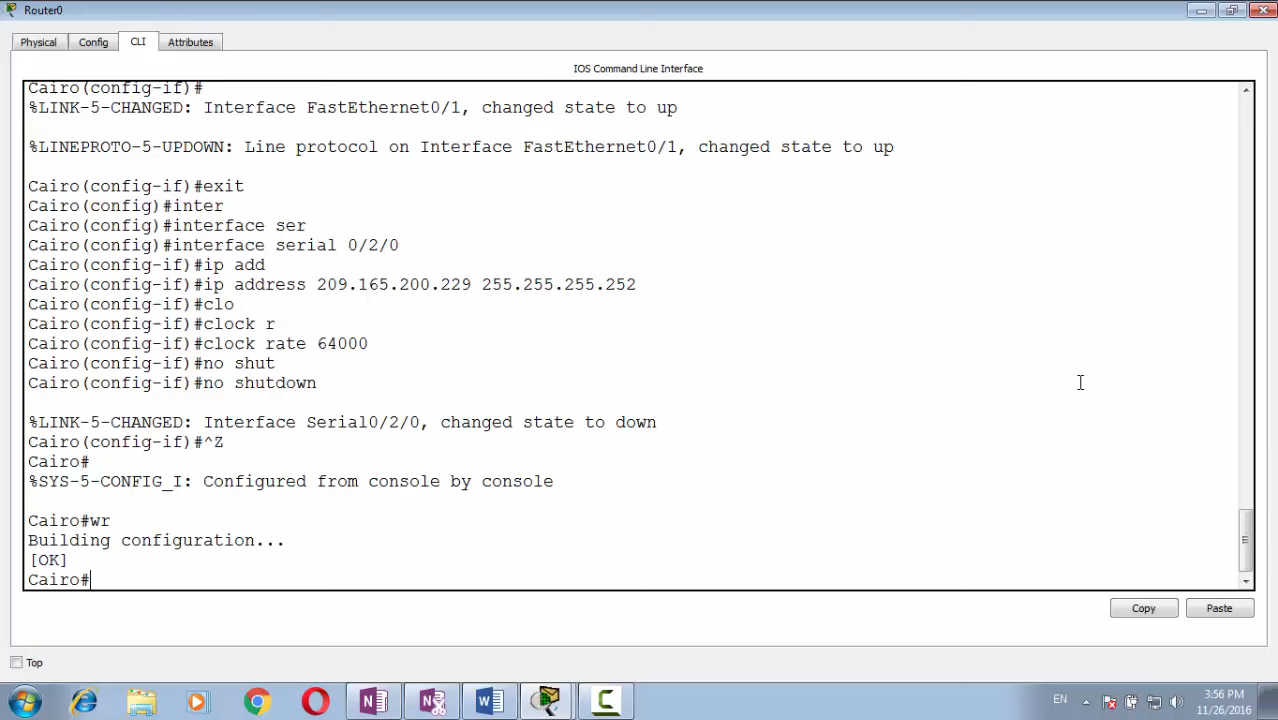 Router0
Physical Config CLI Attributes
IOS Command Line Interface
Cairo(config-if)#
%LINK-5-CHANGED: Interface FastEthernet0/1, changed state to up
%LINEPROTO-5-UPDOWN: Line protocol on Interface FastEthernet0/1, changed state to up
Cairo(config-if)#exit
Cairo(config)#inter
Cairo(config)#interface ser
Cairo(config)#interface serial 0/2/0
Cairo(config-if)#ip add
Cairo(config-if)#ip address 209.165.200.229 255.255.255.252
Cairo(config-if)#clo
Cairo(config-if)#clock r
Cairo(config-if)#clock rate 64000
Cairo(config-if)#no shut
Cairo(config-if)#no shutdown
%LINK-5-CHANGED: Interface Serial0/2/0, changed state to down
Cairo(config-if)#^Z
Cairo#
%SYS-5-CONFIG_I: Configured from console by console
Cairo#wr
Building configuration...
[OK]
Cairo#
Copy Paste
Top
EN
3:56 PM
11/26/2016